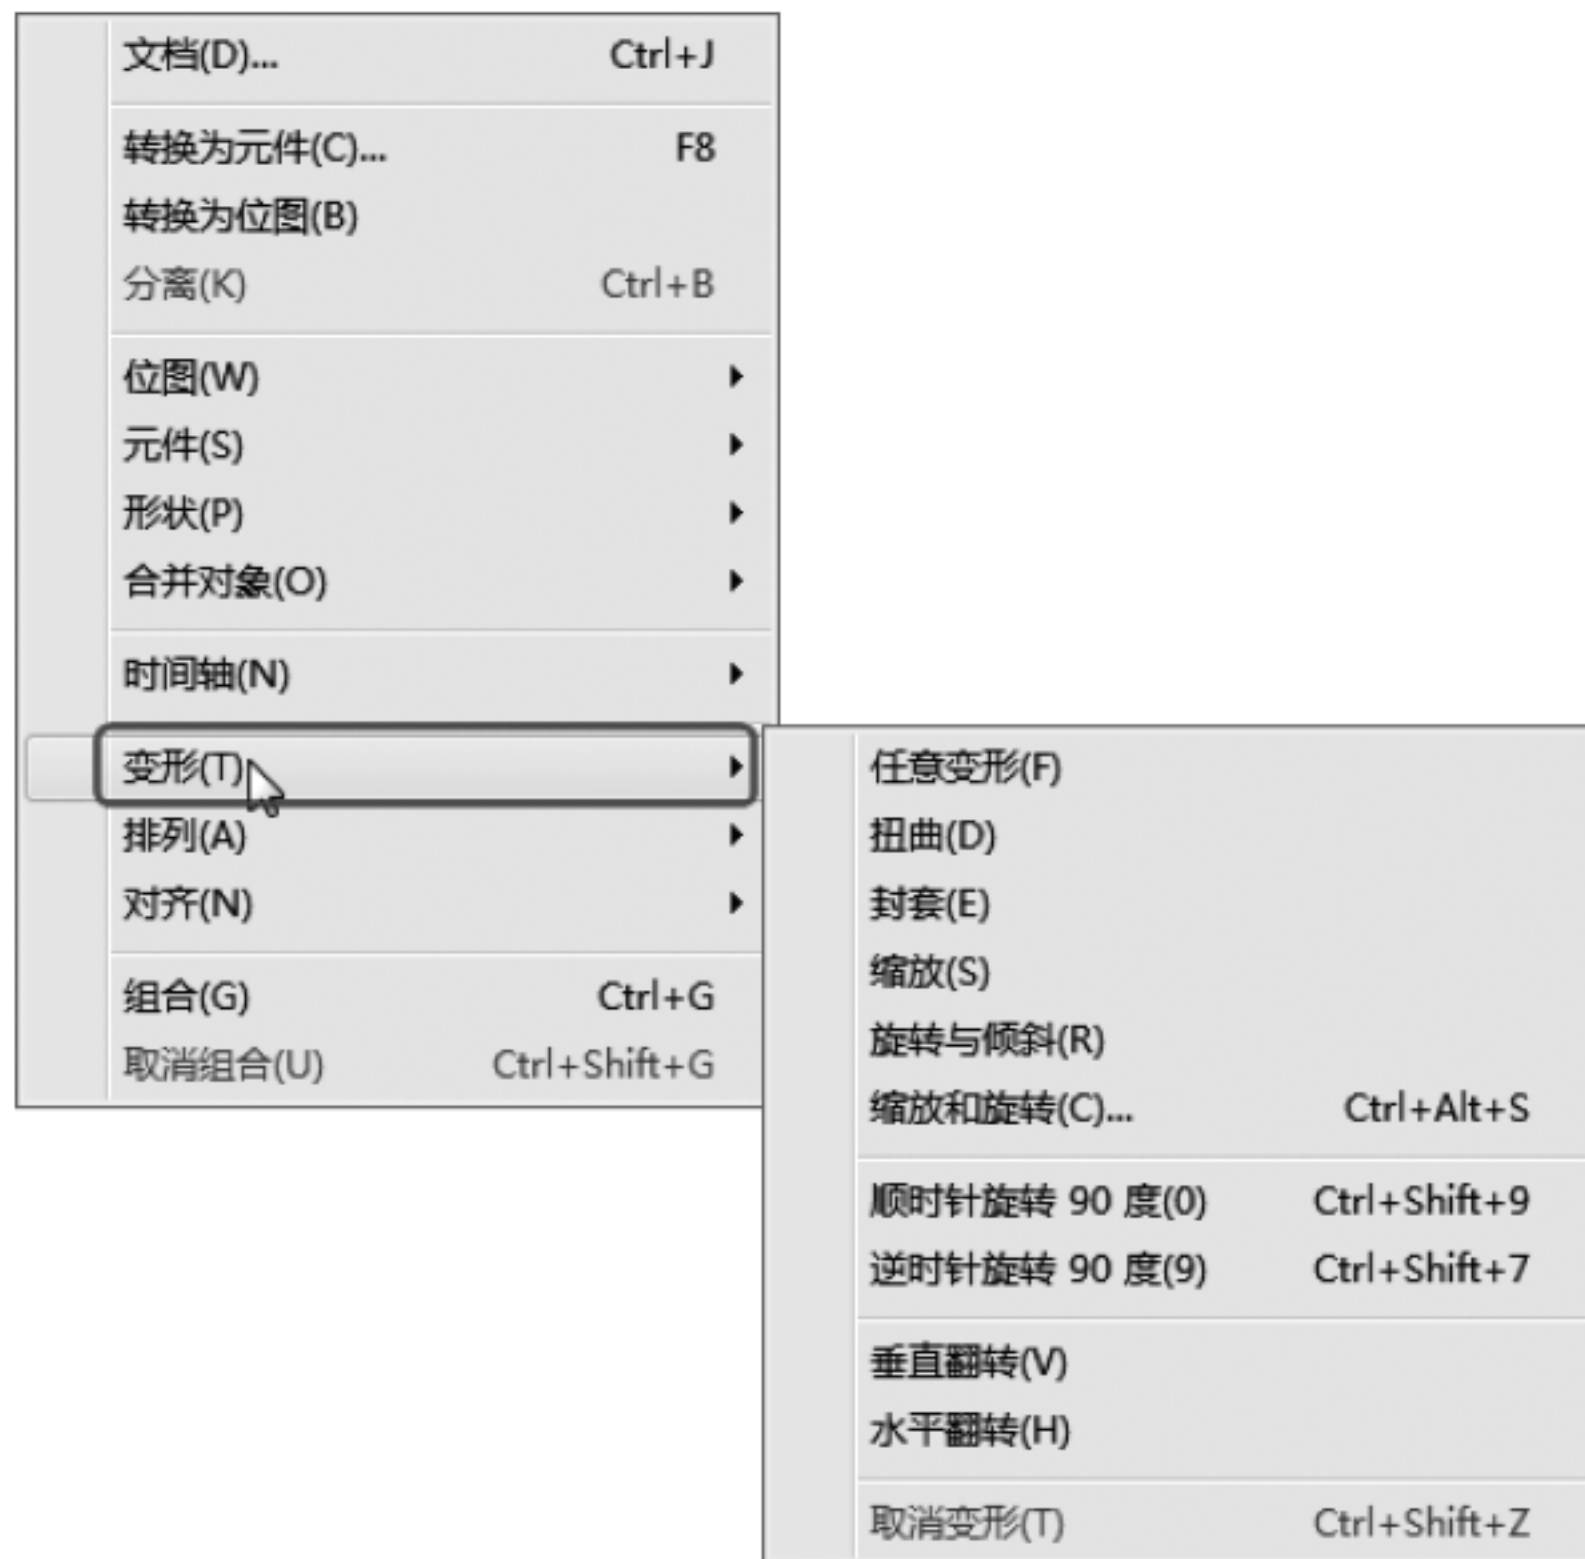 文档(D)... Ctrl+J
转换为元件(C)... F8
转换为位图(B)
分离(K) Ctrl+B
位图(W)
元件(S)
形状(P)
合并对象(O)
时间轴(N)
变形(T)
排列(A)
对齐(N)
组合(G) Ctrl+G
取消组合(U) Ctrl+Shift+G
任意变形(F)
扭曲(D)
封套(E)
缩放(S)
旋转与倾斜(R)
缩放和旋转(C)... Ctrl+Alt+S
顺时针旋转 90 度(0) Ctrl+Shift+9
逆时针旋转 90 度(9) Ctrl+Shift+7
垂直翻转(V)
水平翻转(H)
取消变形(T) Ctrl+Shift+Z